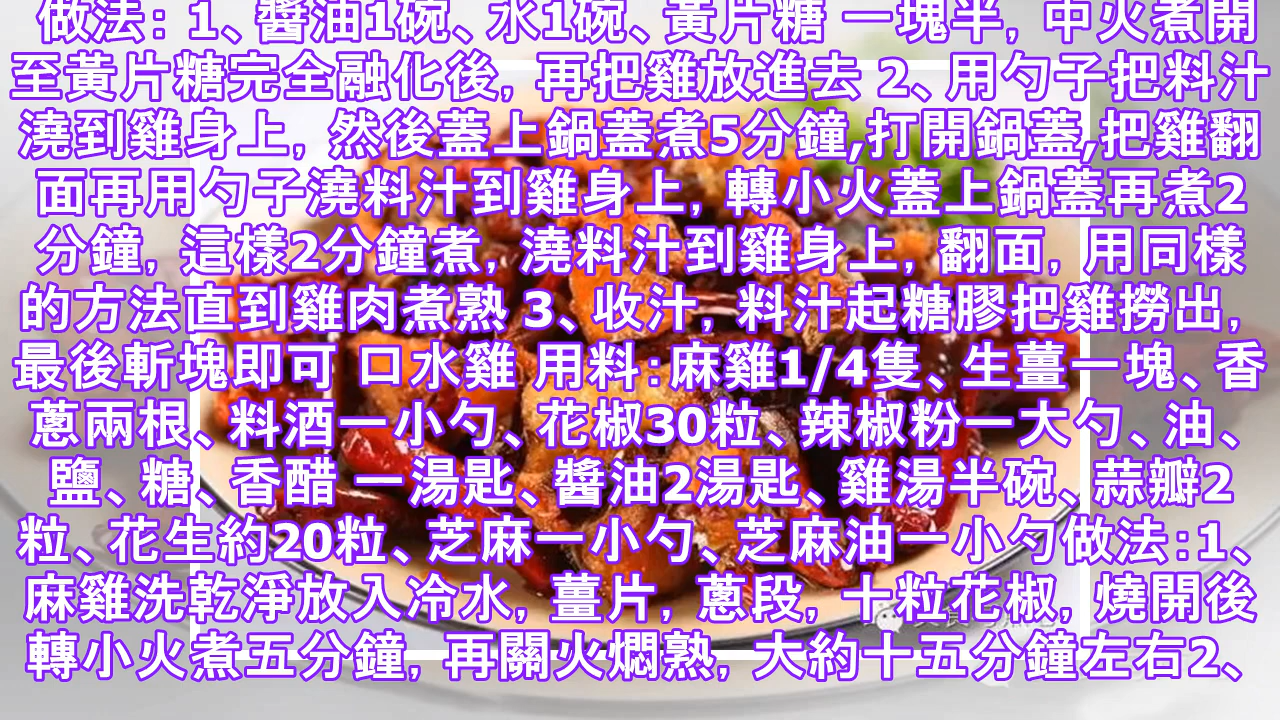 做法：1、醬油1碗、水1碗、黃片糖 一塊半，中火煮開
至黃片糖完全融化後，再把雞放進去 2、用勺子把料汁
澆到雞身上，然後蓋上鍋蓋煮5分鐘,打開鍋蓋,把雞翻
面再用勺子澆料汁到雞身上，轉小火蓋上鍋蓋再煮2
分鐘，這樣2分鐘煮，澆料汁到雞身上，翻面，用同樣
的方法直到雞肉煮熟 3、收汁，料汁起糖膠把雞撈出，
最後斬塊即可 口水雞 用料：麻雞1/4隻、生薑一塊、香
蔥兩根、料酒一小勺、花椒30粒、辣椒粉一大勺、油、
鹽、糖、香醋 一湯匙、醬油2湯匙、雞湯半碗、蒜瓣2
粒、花生約20粒、芝麻一小勺、芝麻油一小勺做法：1、
麻雞洗乾淨放入冷水，薑片，蔥段，十粒花椒，燒開後
轉小火煮五分鐘，再關火燜熟，大約十五分鐘左右2、